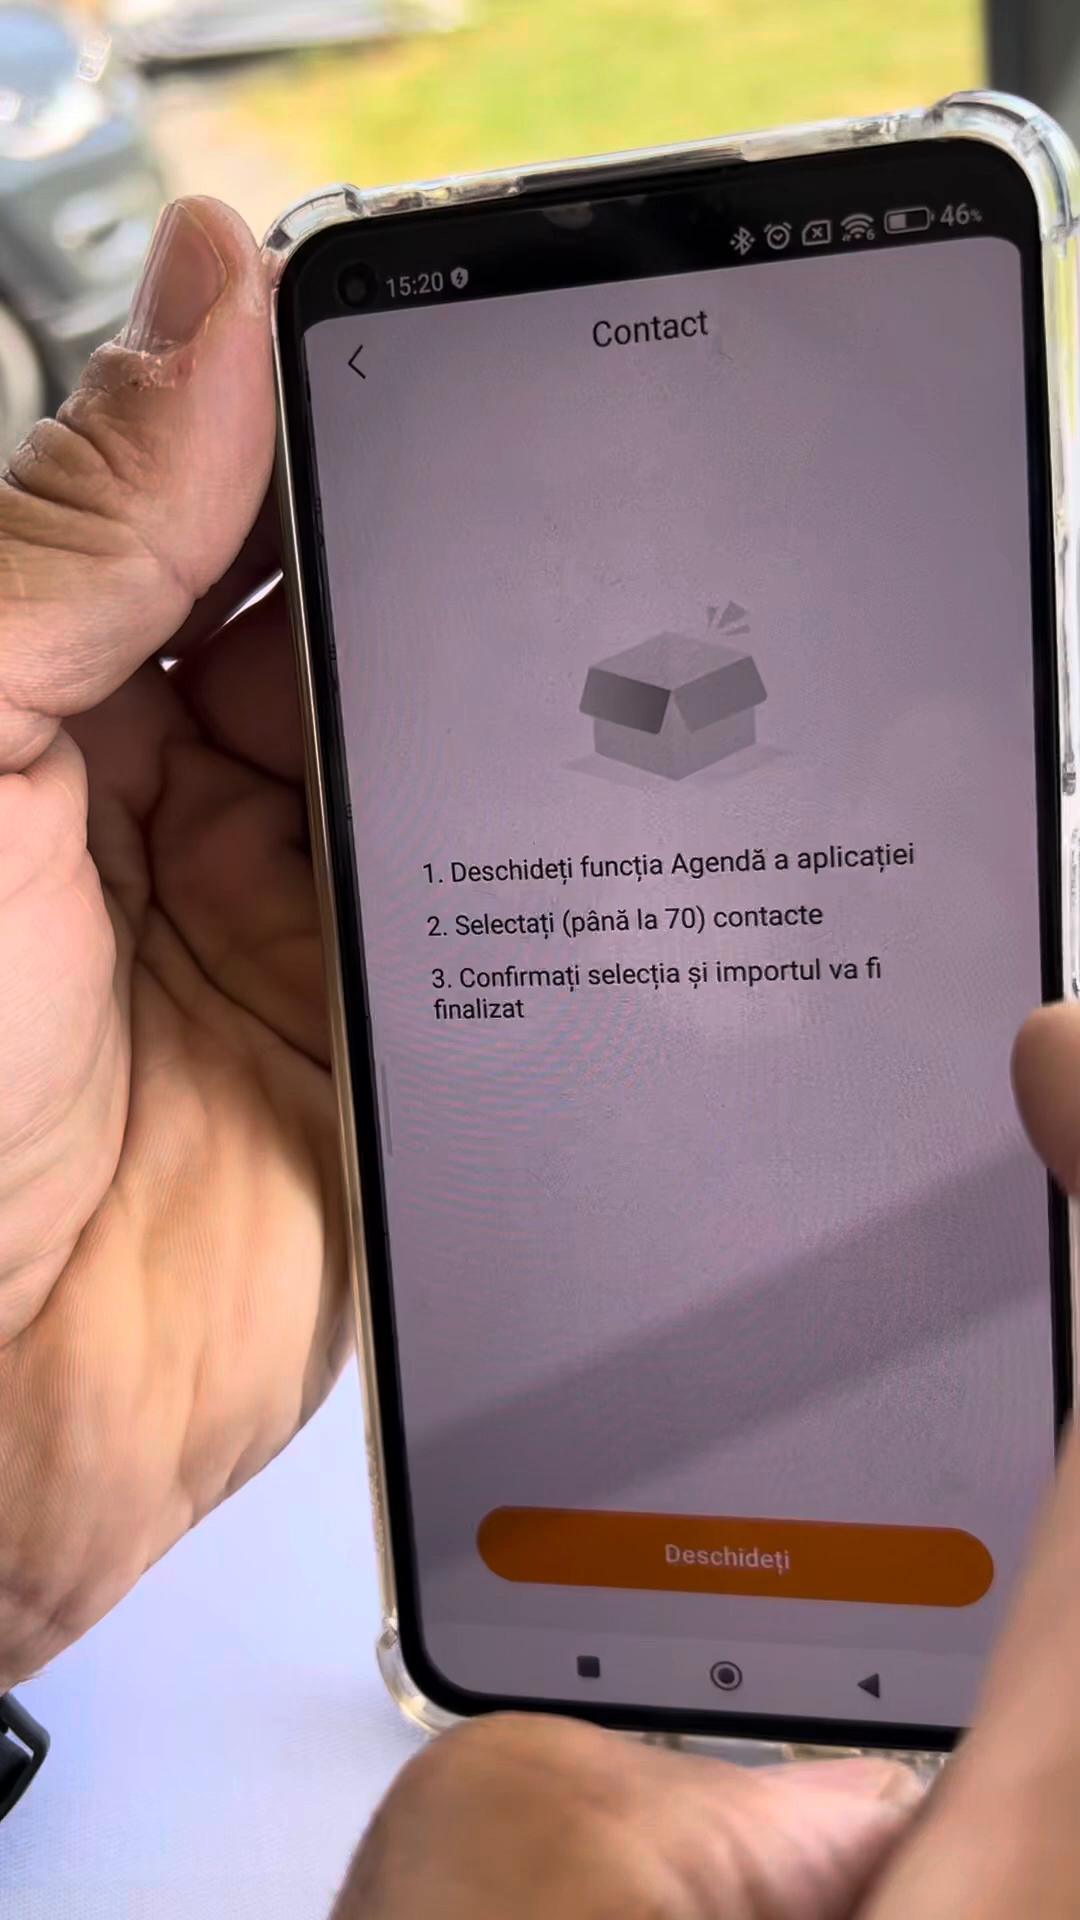 15:20
46%
Contact
1. Deschideți funcția Agendă a aplicației
2. Selectați (până la 70) contacte
3. Confirmați selecția și importul va fi
finalizat
Deschideți